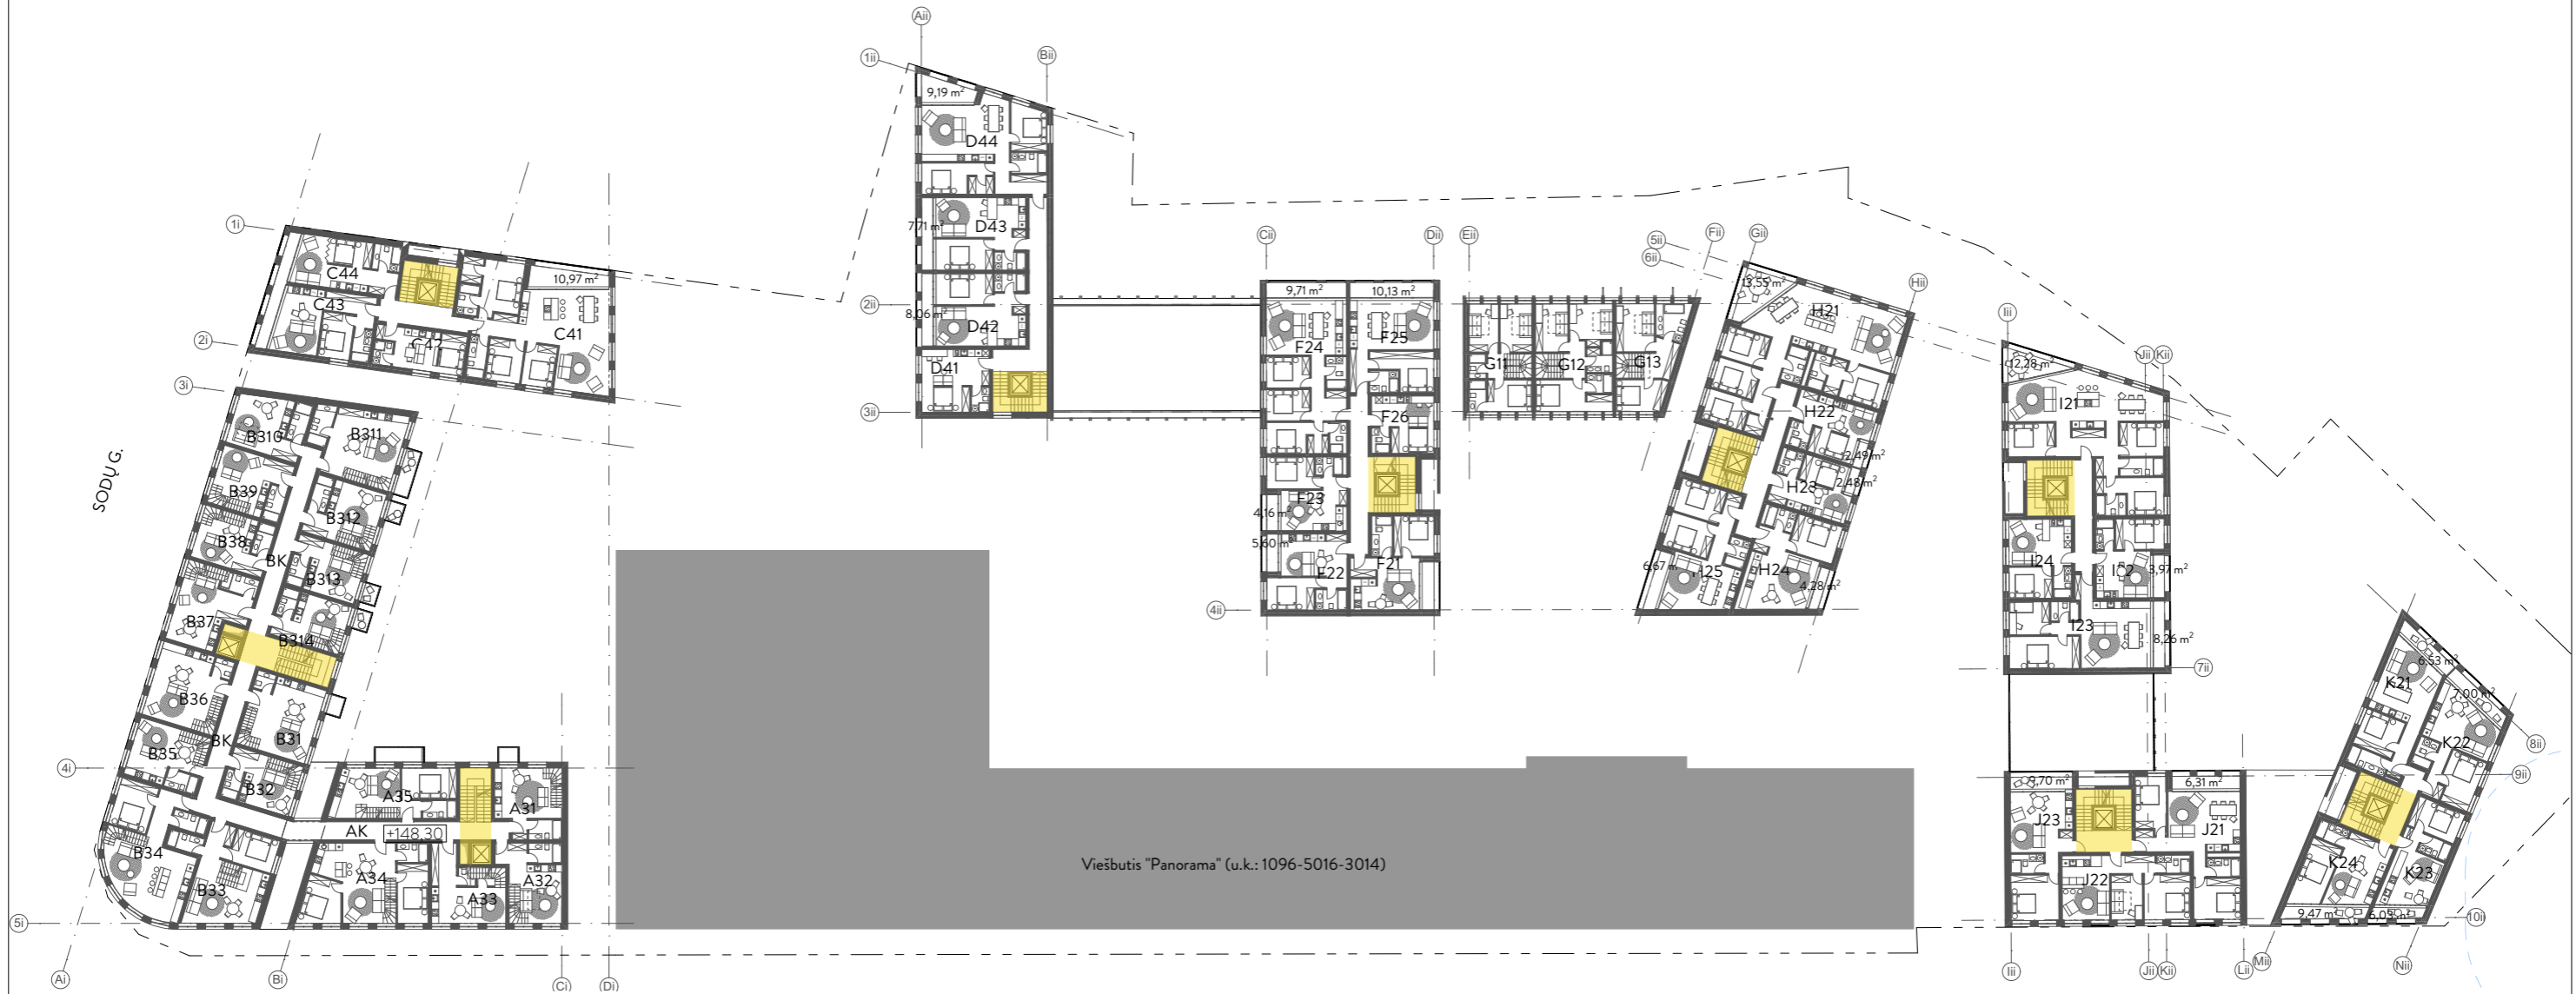 Aii
Bii
1ii
9,19 m²
D44
7,71 m²
D43
2ii
8,06 m²
D42
D41
3ii
1i
C44
C43
10,97 m²
C41
C42
2i
3i
SODŲ G.
B310
B311
B39
B312
B38
BK
B313
B37
B314
B36
BK
B31
B35
B32
4i
B34
B33
5i
Ai
Bi
Ci
Di
A35
A31
AK
+148,30
A34
A33
A32
Viešbutis "Panorama" (u.k.: 1096-5016-3014)
Cii
Dii
Eii
9,71 m²
10,13 m²
F24
F25
F26
F23
4,16 m²
5,60 m²
F22
F21
4ii
G11
G12
G13
5ii
6ii
Fii
Gii
Hii
13,55 m²
H21
H22
2,49 m²
H23
2,48 m²
6,67 m
H25
H24
4,28 m²
Iii
Jii
Kii
12,28 m²
I21
I24
I22
3,97 m²
I23
8,26 m²
7ii
9,70 m²
6,31 m²
J23
J21
J22
Iii
Jii
Kii
Lii
Mii
Nii
K21
6,53 m²
7,00 m²
K22
8ii
9ii
K24
K23
9,47 m²
10ii